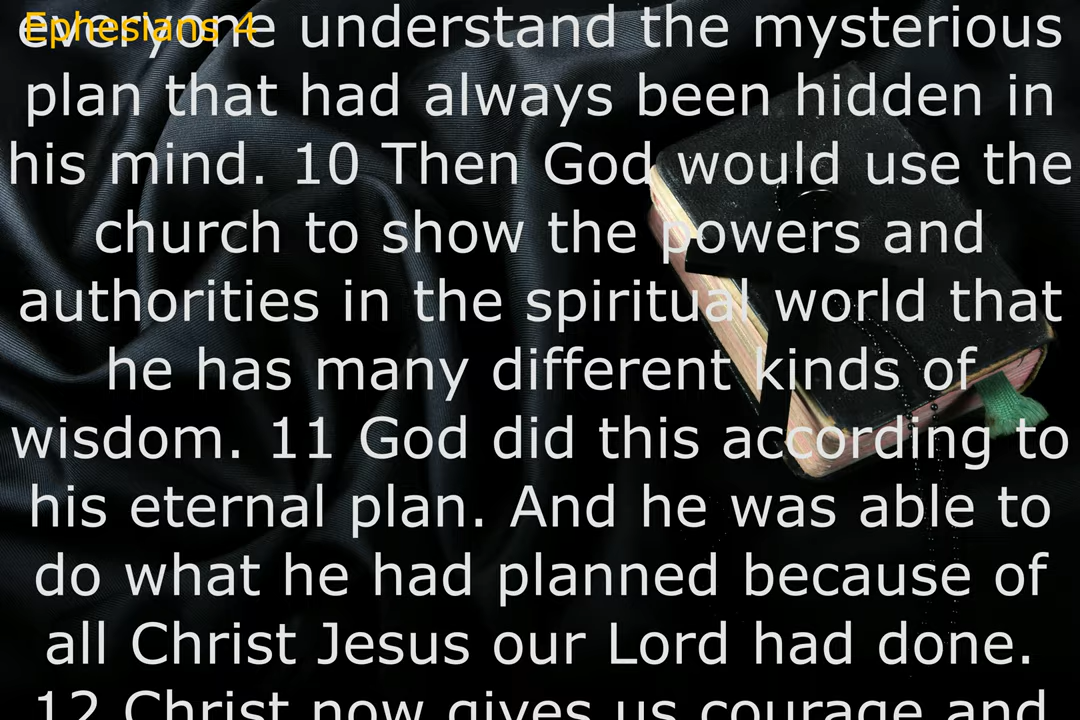 Ephesians 4
everyone understand the mysterious
plan that had always been hidden in
his mind. 10 Then God would use the
church to show the powers and
authorities in the spiritual world that
he has many different kinds of
wisdom. 11 God did this according to
his eternal plan. And he was able to
do what he had planned because of
all Christ Jesus our Lord had done.
12 Christ now gives us courage and